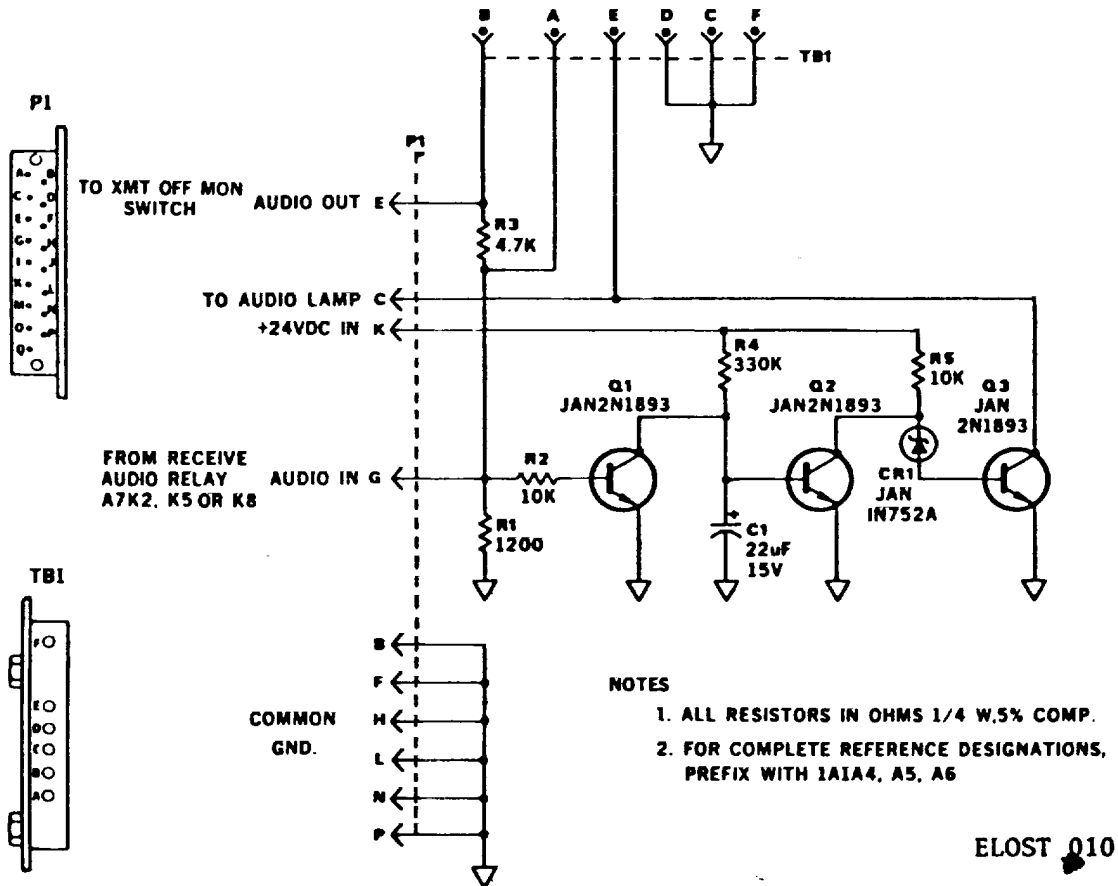 B A E D C F
TB1
P1
P1
A B
C D
E F
G H
I J
K L
M N
O P
Q
TO XMT OFF MON
SWITCH
AUDIO OUT E
R3
4.7K
TO AUDIO LAMP C
+24VDC IN K
R4
330K
R5
10K
Q1
JAN2N1893
Q2
JAN2N1893
Q3
JAN
2N1893
FROM RECEIVE
AUDIO RELAY
A7K2, K5 OR K8
AUDIO IN G
R2
10K
CR1
JAN
IN752A
R1
1200
+
C1
22uF
15V
TB1
F
E
D
C
B
A
B
F
H
L
N
P
COMMON
GND.
NOTES
1. ALL RESISTORS IN OHMS 1/4 W,5% COMP.
2. FOR COMPLETE REFERENCE DESIGNATIONS,
PREFIX WITH 1A1A4, A5, A6
ELOST 010